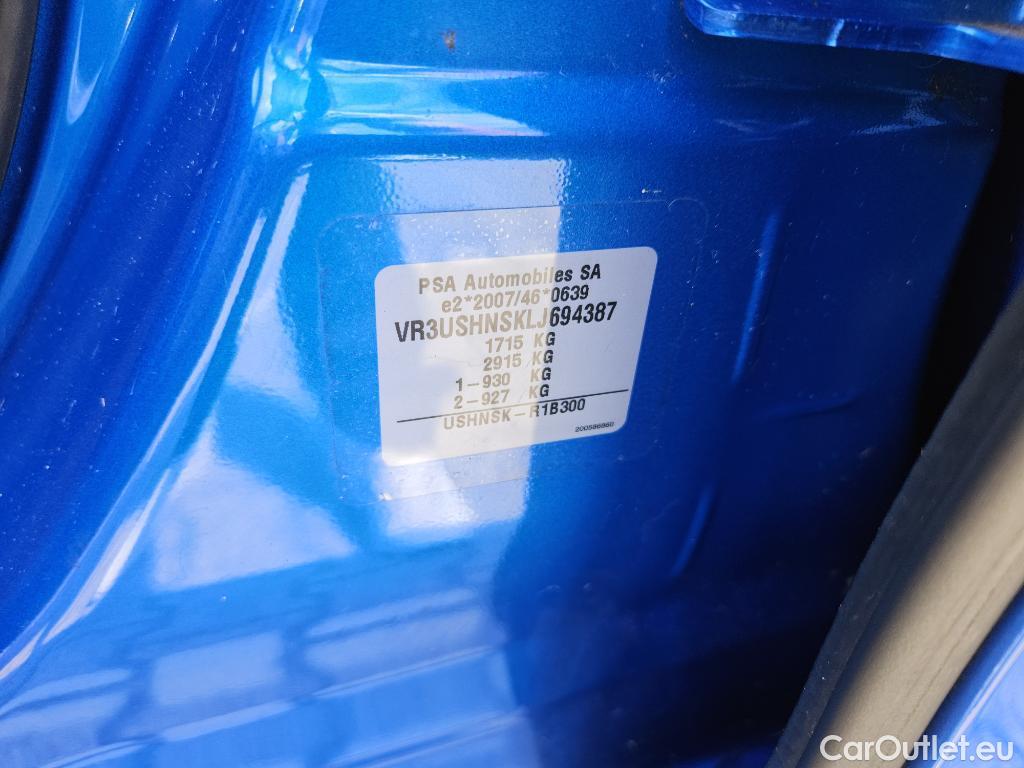 PSA Automobiles SA
e2*2007/46*0639
VR3USHNSKLJ694387
1715 KG
2915 KG
1-930 KG
2-927 KG
USHNSK-R1B300
200586860
CarOutlet.eu